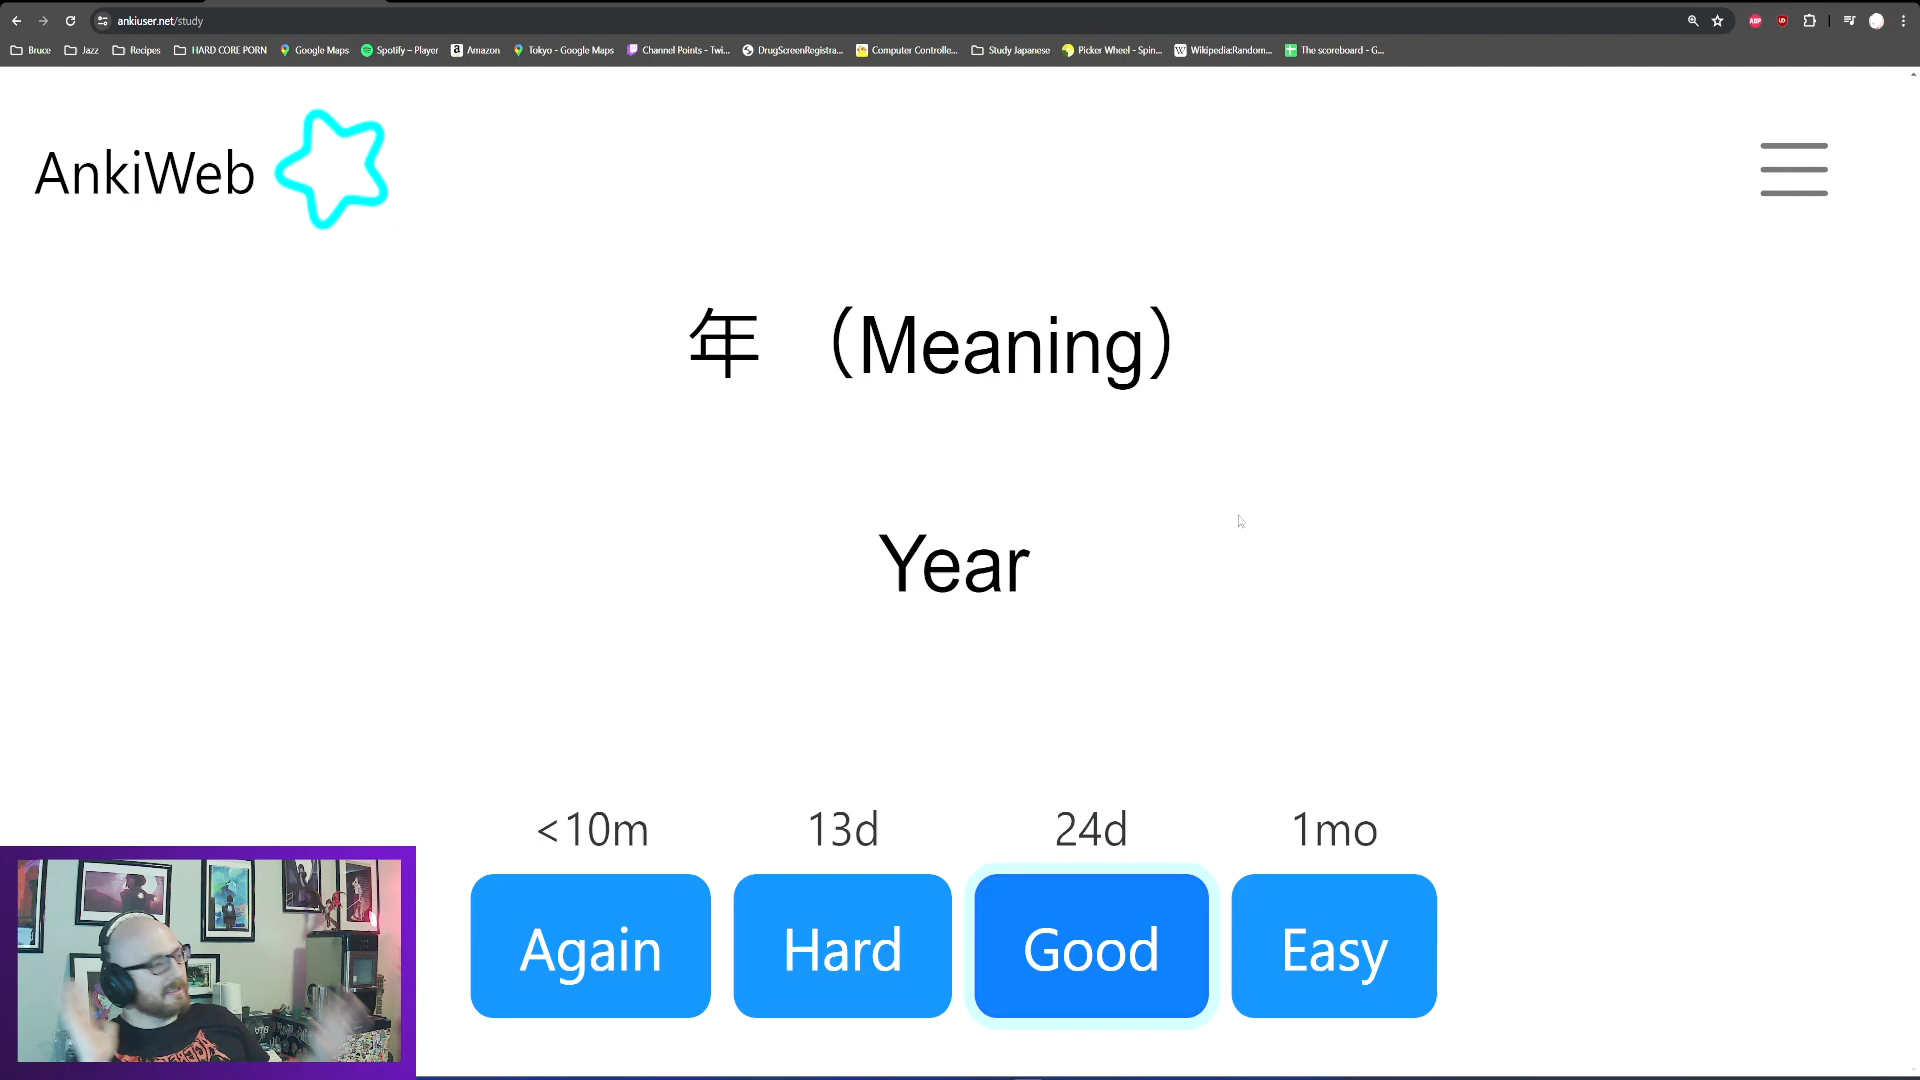 ankiuser.net/study
Bruce Jazz Recipes HARD CORE PORN Google Maps Spotify – Player Amazon Tokyo - Google Maps Channel Points - Twi... DrugScreenRegistra... Computer Controlle... Study Japanese Picker Wheel - Spin... Wikipedia:Random... The scoreboard - G...
AnkiWeb
年 （Meaning）
Year
<10m 13d 24d 1mo
Again Hard Good Easy